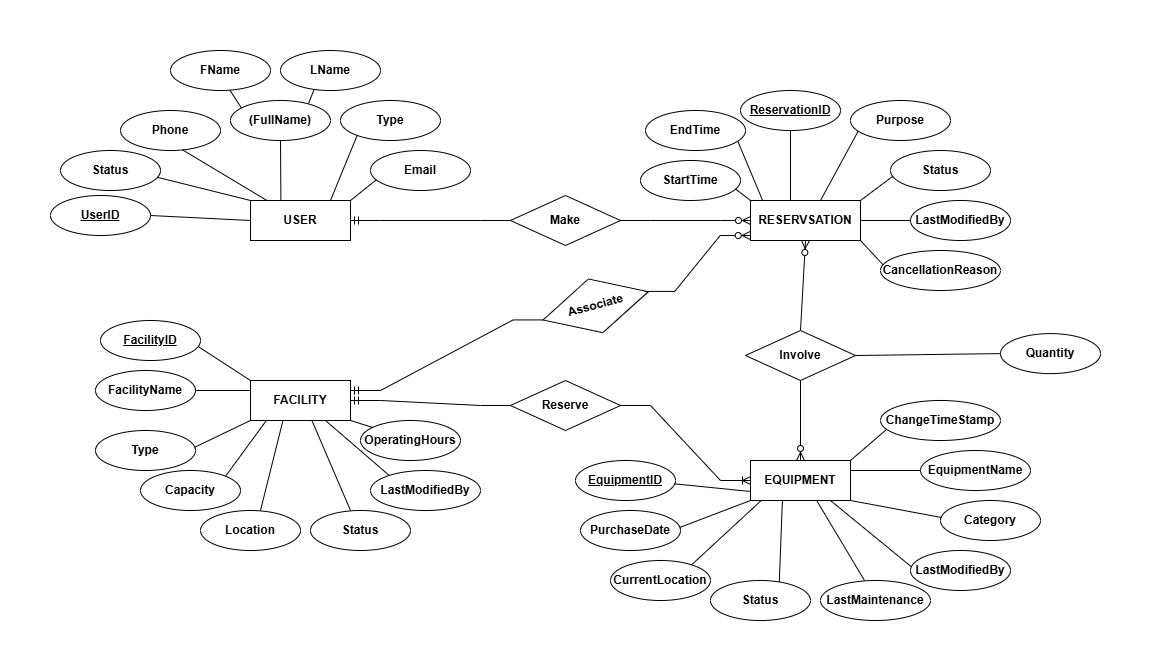 FName
LName
(FullName)
Phone
Type
Status
Email
UserID
USER
Make
ReservationID
EndTime
Purpose
StartTime
Status
RESERVSATION
LastModifiedBy
CancellationReason
Associate
FacilityID
FacilityName
FACILITY
Type
OperatingHours
Capacity
LastModifiedBy
Location
Status
Reserve
Involve
Quantity
ChangeTimeStamp
EquipmentID
EQUIPMENT
EquipmentName
PurchaseDate
Category
CurrentLocation
LastModifiedBy
Status
LastMaintenance